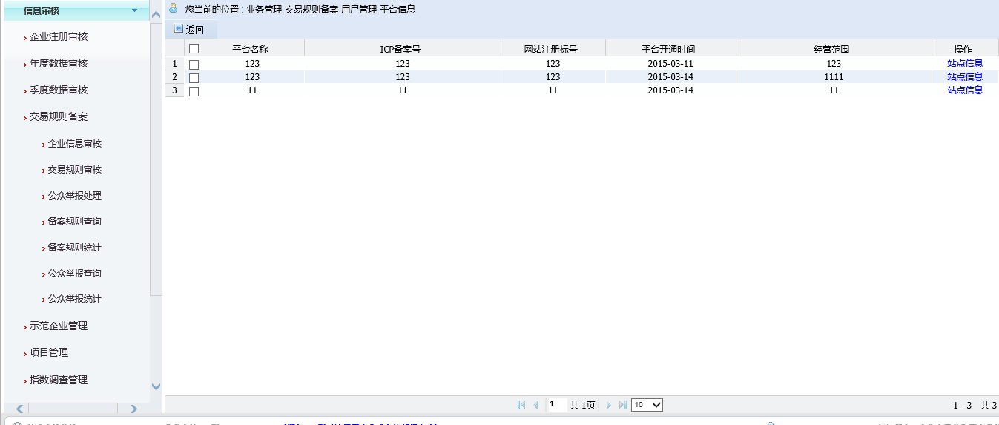 信息审核
企业注册审核
年度数据审核
季度数据审核
交易规则备案
企业信息审核
交易规则审核
公众举报处理
备案规则查询
备案规则统计
公众举报查询
公众举报统计
示范企业管理
项目管理
指数调查管理
您当前的位置 : 业务管理-交易规则备案-用户管理-平台信息
返回
平台名称 ICP备案号 网站注册标号 平台开通时间 经营范围 操作
1 123 123 123 2015-03-11 123 站点信息
2 123 123 123 2015-03-14 1111 站点信息
3 11 11 11 2015-03-14 11 站点信息
1 共 1页 10 1 - 3 共 3